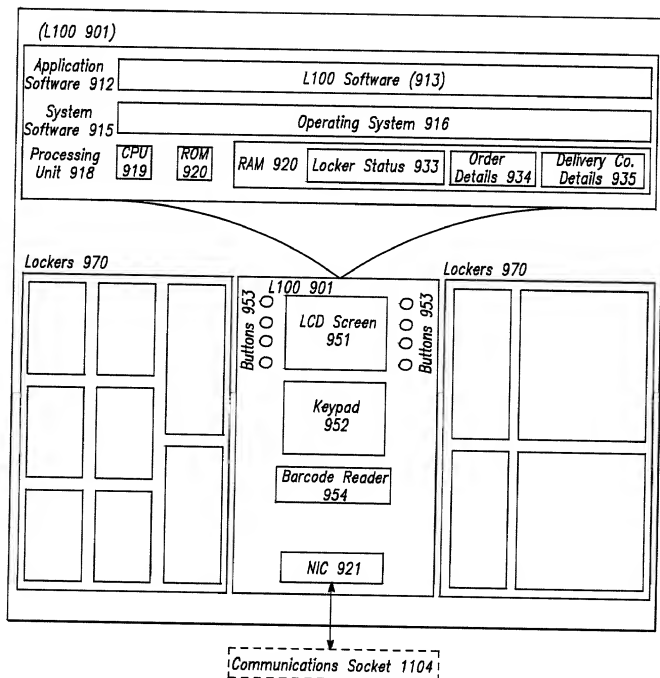 (L100 901)
Application
Software 912
L100 Software (913)
System
Software 915
Operating System 916
Processing
Unit 918
CPU
919
ROM
920
RAM 920
Locker Status 933
Order
Details 934
Delivery Co.
Details 935
Lockers 970
L100 901
Lockers 970
Buttons 953
LCD Screen
951
Buttons 953
Keypad
952
Barcode Reader
954
NIC 921
Communications Socket 1104